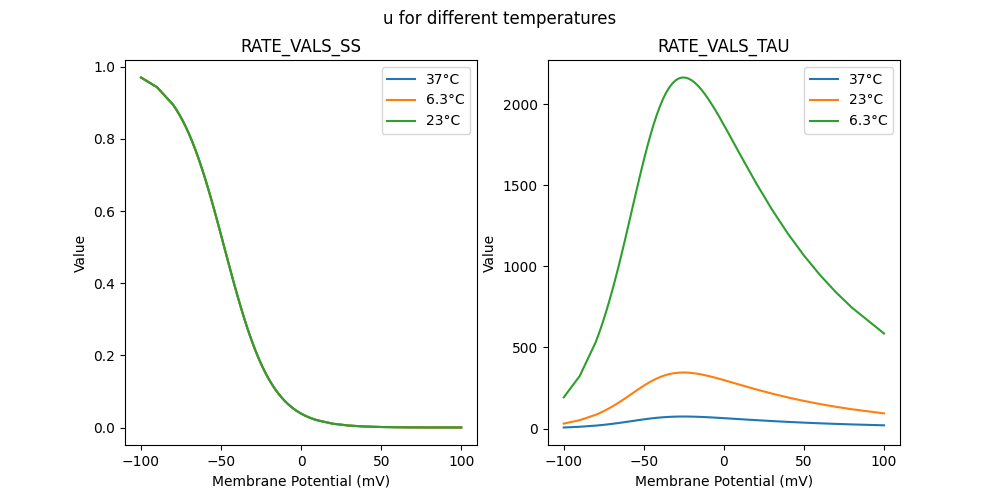 u for different temperatures
RATE_VALS_SS
1.0
0.8
0.6
0.4
0.2
0.0
Value
−100
−50
0
50
100
Membrane Potential (mV)
37°C
6.3°C
23°C
RATE_VALS_TAU
2000
1500
1000
500
0
Value
−100
−50
0
50
100
Membrane Potential (mV)
37°C
23°C
6.3°C